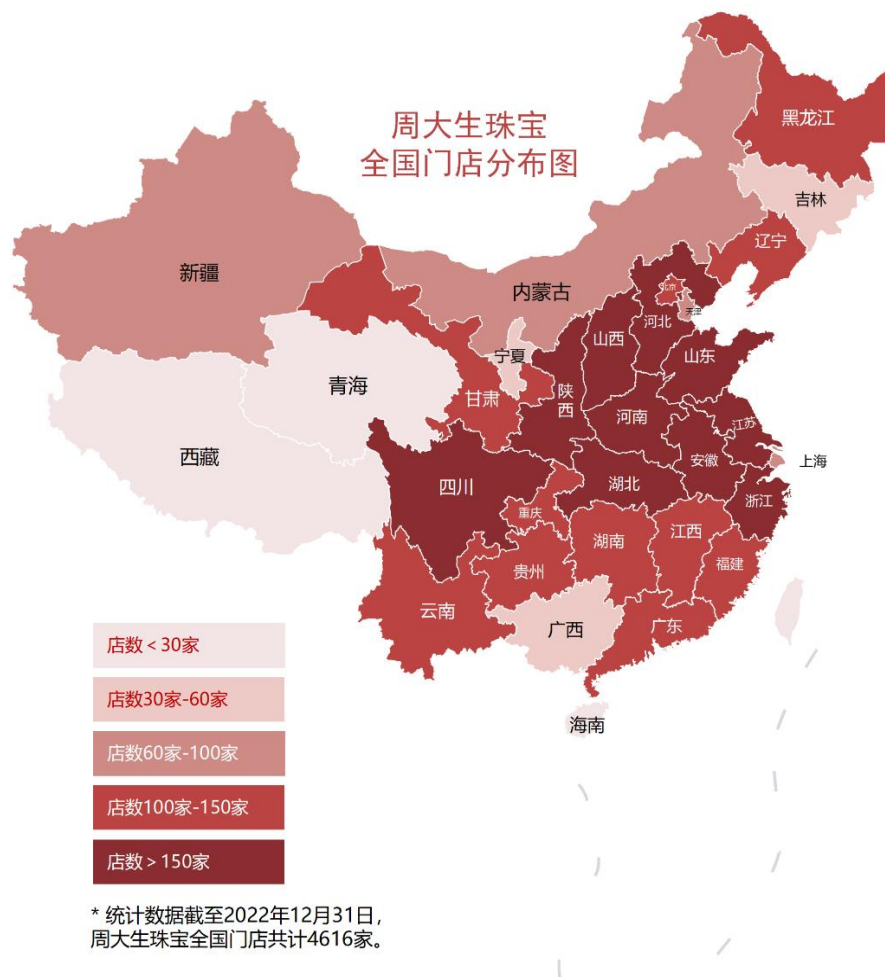 周大生珠宝
全国门店分布图
黑龙江
吉林
辽宁
新疆
内蒙古
北京
天津
河北
山西
山东
宁夏
青海
甘肃
陕西
河南
江苏
西藏
四川
安徽
上海
湖北
浙江
重庆
湖南
江西
贵州
福建
云南
广西
广东
海南
店数＜30家
店数30家-60家
店数60家-100家
店数100家-150家
店数＞150家
* 统计数据截至2022年12月31日，
周大生珠宝全国门店共计4616家。